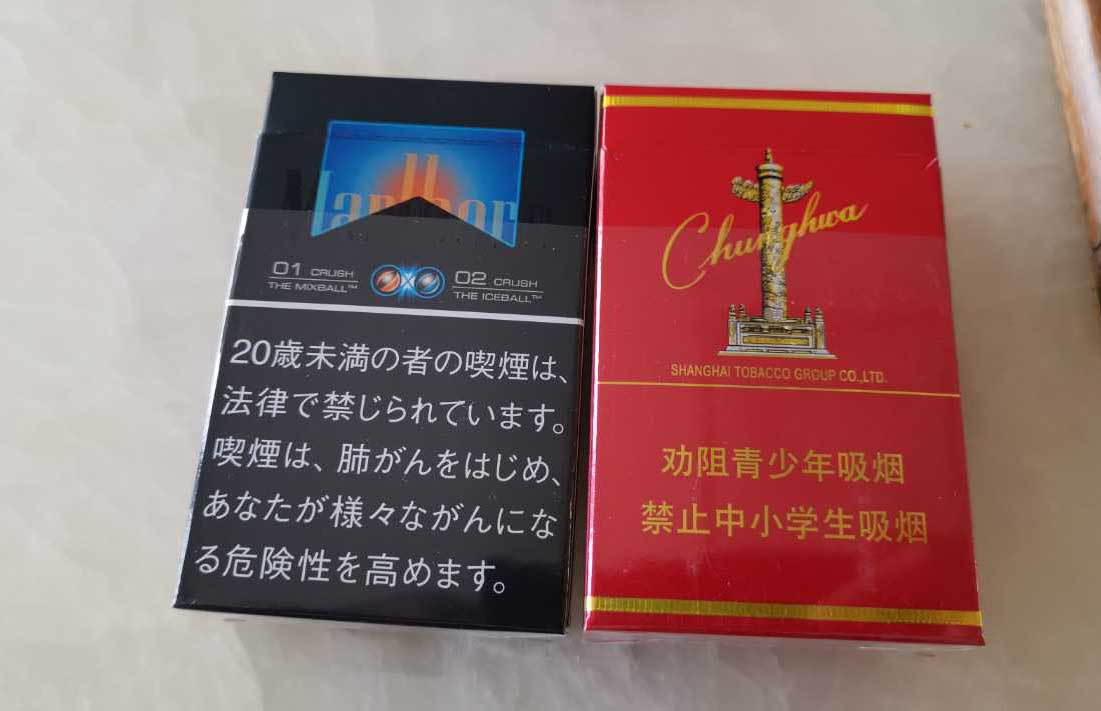 Marlboro
01 CRUSH
THE MIXBALL™
02 CRUSH
THE ICEBALL™
20歳未満の者の喫煙は、
法律で禁じられています。
喫煙は、肺がんをはじめ、
あなたが様々ながんにな
る危険性を高めます。
Chunghwa
SHANGHAI TOBACCO GROUP CO.,LTD.
劝阻青少年吸烟
禁止中小学生吸烟